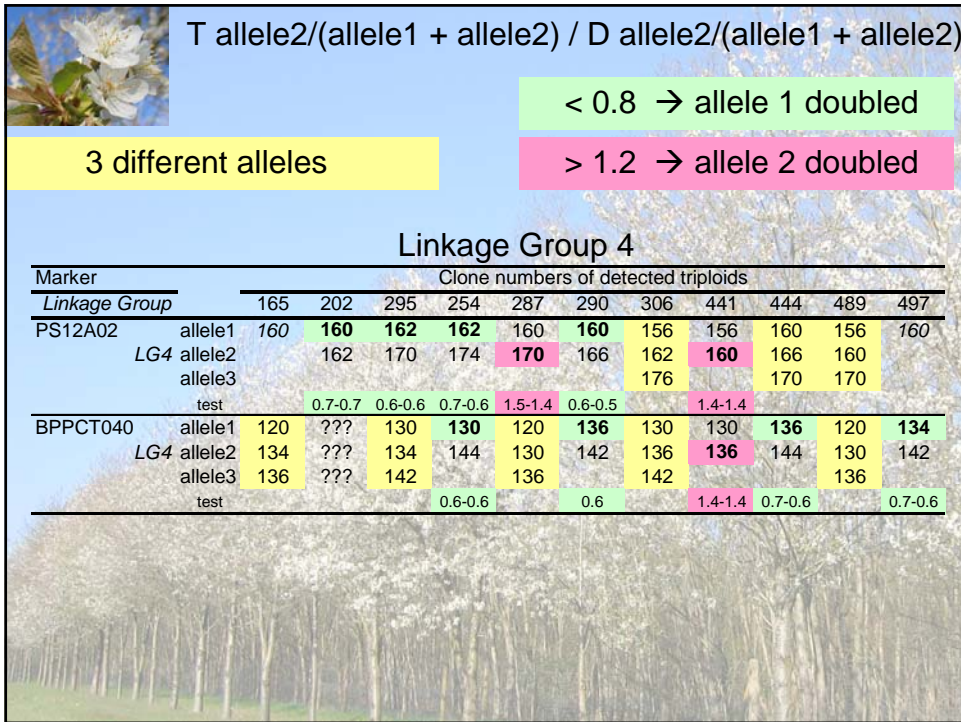 T allele2/(allele1 + allele2) / D allele2/(allele1 + allele2)
< 0.8 → allele 1 doubled
3 different alleles
> 1.2 → allele 2 doubled
Linkage Group 4
Marker Clone numbers of detected triploids
Linkage Group 165 202 295 254 287 290 306 441 444 489 497
PS12A02 allele1 160 160 162 162 160 160 156 156 160 156 160
LG4 allele2 162 170 174 170 166 162 160 166 160
allele3 176 170 170
test 0.7-0.7 0.6-0.6 0.7-0.6 1.5-1.4 0.6-0.5 1.4-1.4
BPPCT040 allele1 120 ??? 130 130 120 136 130 130 136 120 134
LG4 allele2 134 ??? 134 144 130 142 136 136 144 130 142
allele3 136 ??? 142 136 142 136
test 0.6-0.6 0.6 1.4-1.4 0.7-0.6 0.7-0.6